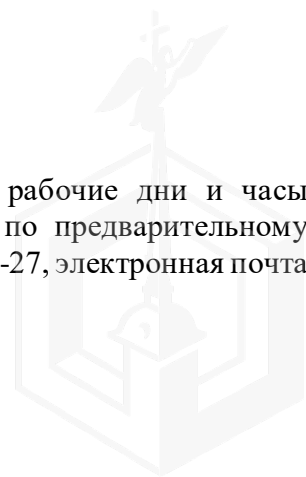 рабочие дни и часы
по предварительному
-27, электронная почта